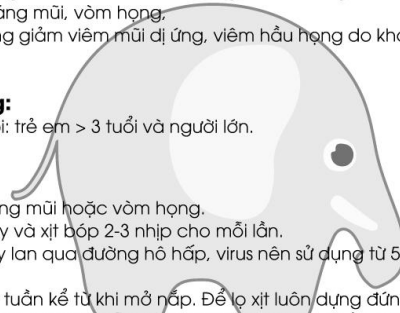 áng mũi, vòm họng,
ng giảm viêm mũi dị ứng, viêm hầu họng do khó
g:
i: trẻ em > 3 tuổi và người lớn.
ng mũi hoặc vòm họng.
y và xịt bóp 2-3 nhịp cho mỗi lần.
y lan qua đường hô hấp, virus nên sử dụng từ 5
tuần kể từ khi mở nắp. Để lọ xịt luôn dựng đứn